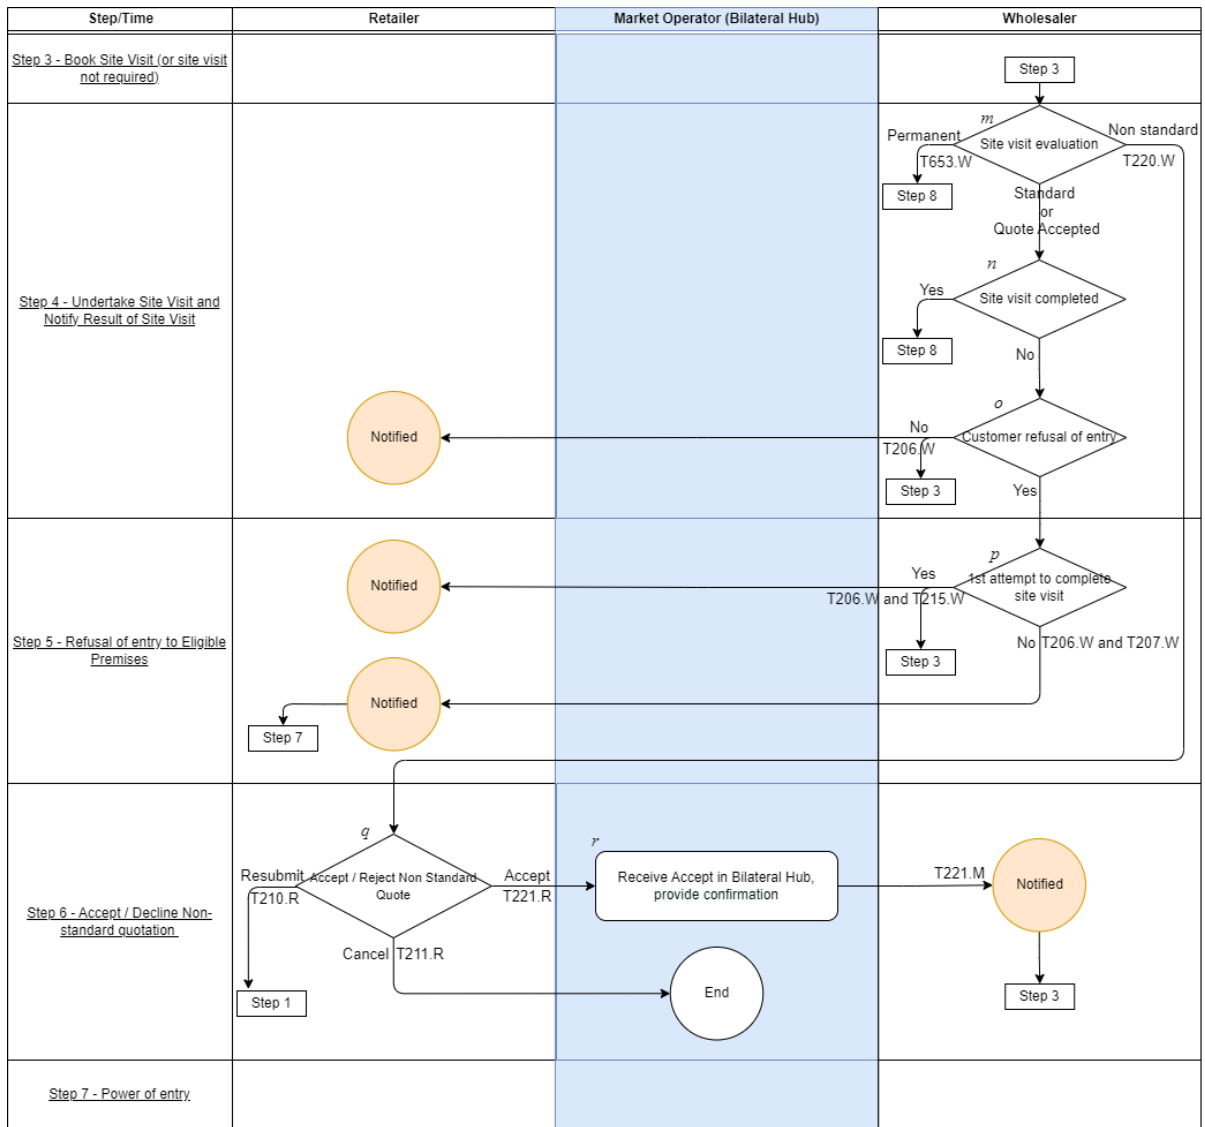 Step/Time
Retailer
Market Operator (Bilateral Hub)
Wholesaler
Step 3 - Book Site Visit (or site visit
not required)
Step 3
m
Site visit evaluation
Permanent
T653.W
Step 8
Non standard
T220.W
Standard
or
Quote Accepted
Step 4 - Undertake Site Visit and
Notify Result of Site Visit
n
Site visit completed
Yes
Step 8
No
o
Customer refusal of entry
No
T206.W
Step 3
Notified
Yes
Step 5 - Refusal of entry to Eligible
Premises
p
1st attempt to complete
site visit
Yes
T206.W and T215.W
Step 3
Notified
No T206.W and T207.W
Notified
Step 7
Step 6 - Accept / Decline Non-
standard quotation
q
Accept / Reject Non Standard
Quote
Resubmit
T210.R
Step 1
Accept
T221.R
Cancel T211.R
r
Receive Accept in Bilateral Hub,
provide confirmation
End
T221.M
Notified
Step 3
Step 7 - Power of entry